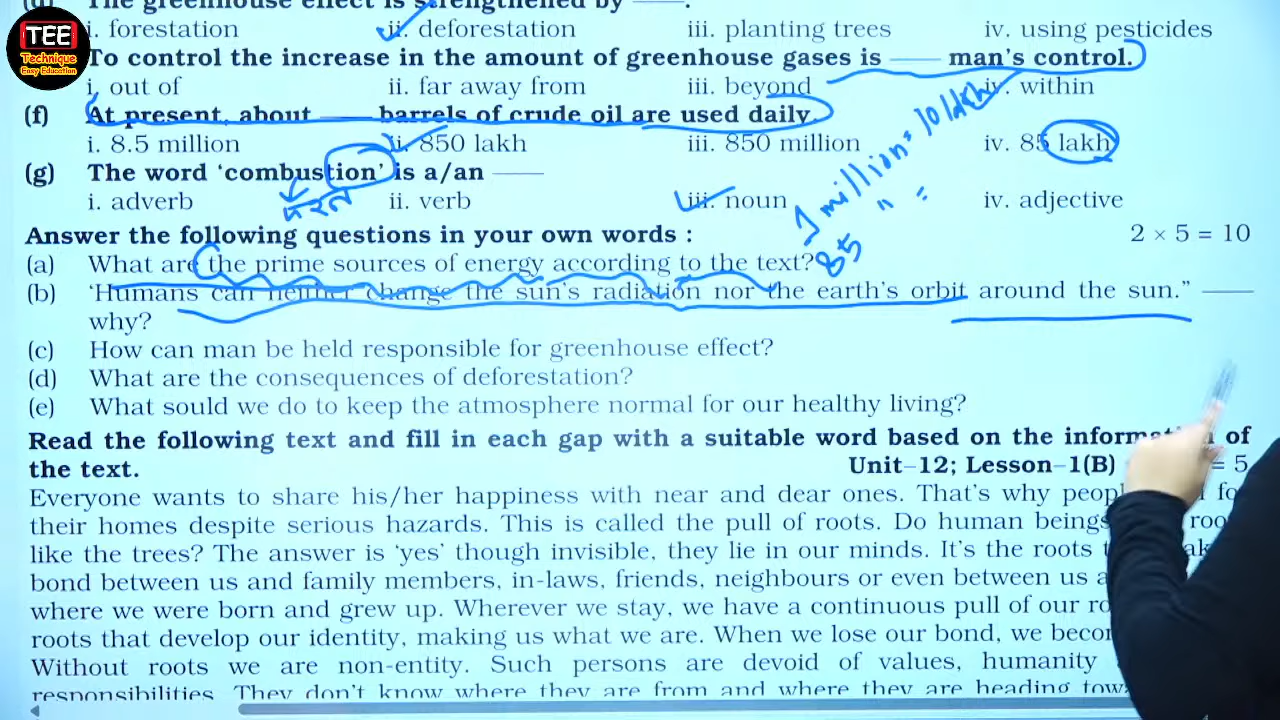 TEE
Technique
Easy Education
The greenhouse effect is strengthened by ——.
i. forestation ii. deforestation iii. planting trees iv. using pesticides
To control the increase in the amount of greenhouse gases is —— man's control.
i. out of ii. far away from iii. beyond iv. within
(f) At present, about —— barrels of crude oil are used daily.
i. 8.5 million ii. 850 lakh iii. 850 million iv. 85 lakh
1 million = 10 lakh
85 " =
(g) The word 'combustion' is a/an ——
i. adverb ii. verb iii. noun iv. adjective
Answer the following questions in your own words : 2 × 5 = 10
(a) What are the prime sources of energy according to the text?
(b) 'Humans can neither change the sun's radiation nor the earth's orbit around the sun." ——
why?
(c) How can man be held responsible for greenhouse effect?
(d) What are the consequences of deforestation?
(e) What sould we do to keep the atmosphere normal for our healthy living?
Read the following text and fill in each gap with a suitable word based on the information of
the text. Unit–12; Lesson–1(B) = 5
Everyone wants to share his/her happiness with near and dear ones. That's why
their homes despite serious hazards. This is called the pull of roots. Do human beings
like the trees? The answer is 'yes' though invisible, they lie in our minds. It's the roots
bond between us and family members, in-laws, friends, neighbours or even between us
where we were born and grew up. Wherever we stay, we have a continuous pull of our
roots that develop our identity, making us what we are. When we lose our bond, we
Without roots we are non-entity. Such persons are devoid of values, humanity
responsibilities. They don't know where they are from and where they are heading